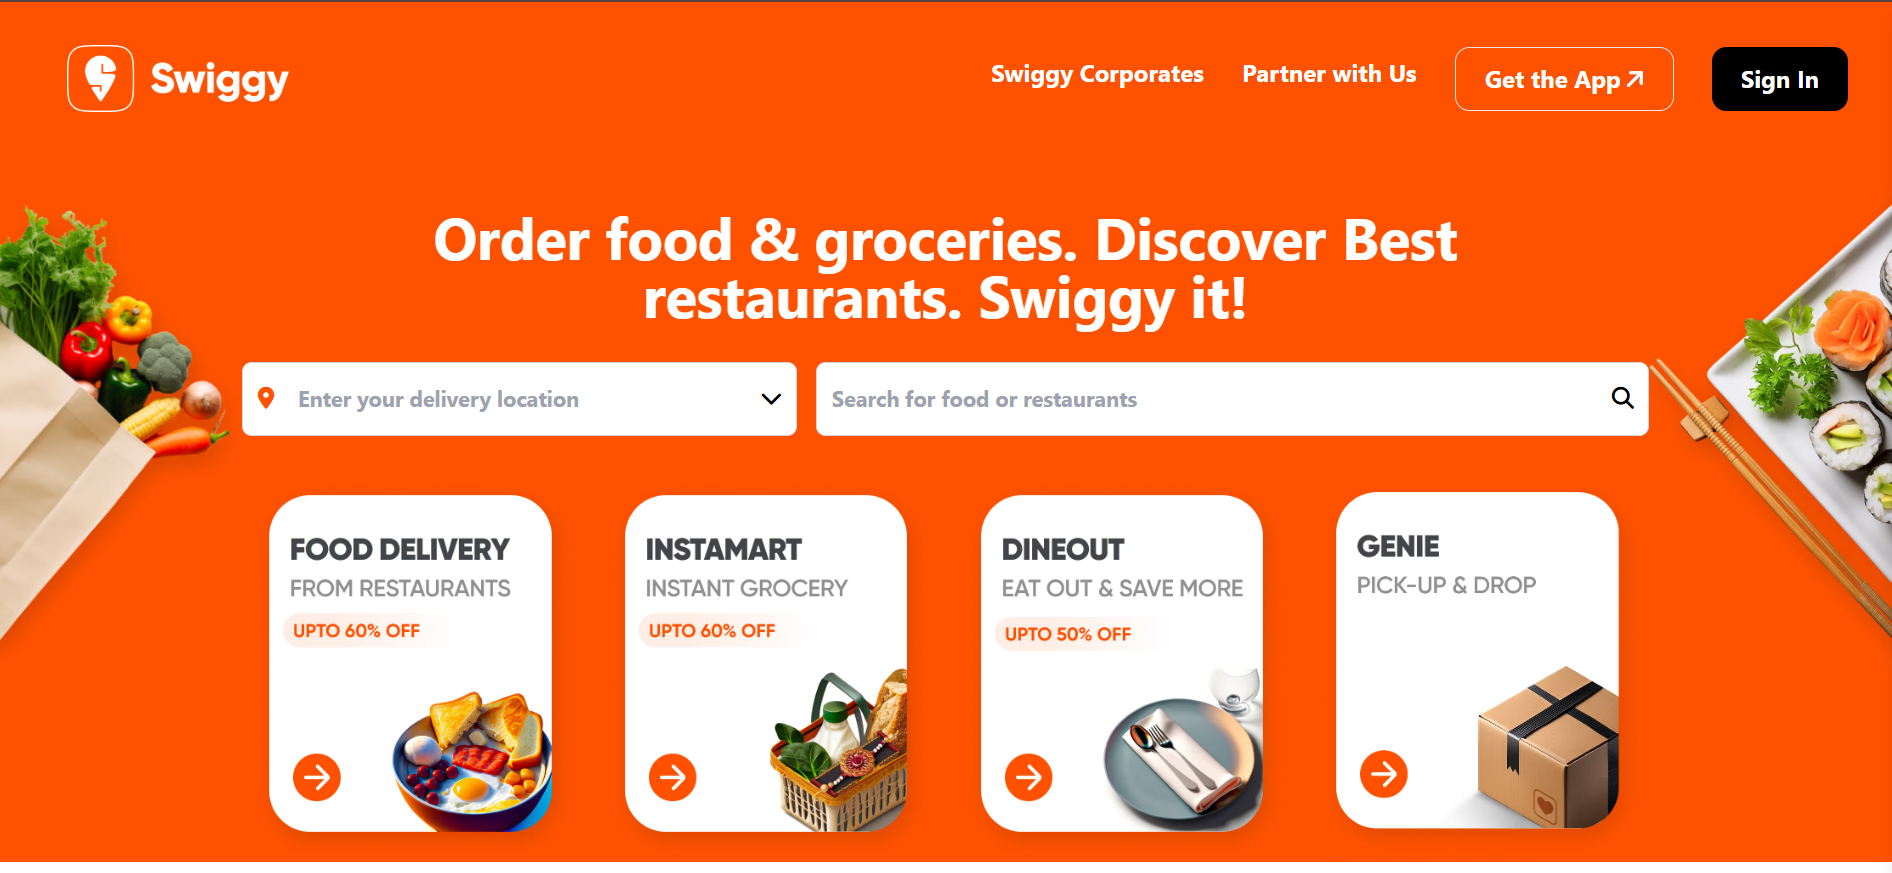 Swiggy
Swiggy Corporates
Partner with Us
Get the App
Sign In
Order food & groceries. Discover Best
restaurants. Swiggy it!
Enter your delivery location
Search for food or restaurants
FOOD DELIVERY
FROM RESTAURANTS
UPTO 60% OFF
INSTAMART
INSTANT GROCERY
UPTO 60% OFF
DINEOUT
EAT OUT & SAVE MORE
UPTO 50% OFF
GENIE
PICK-UP & DROP